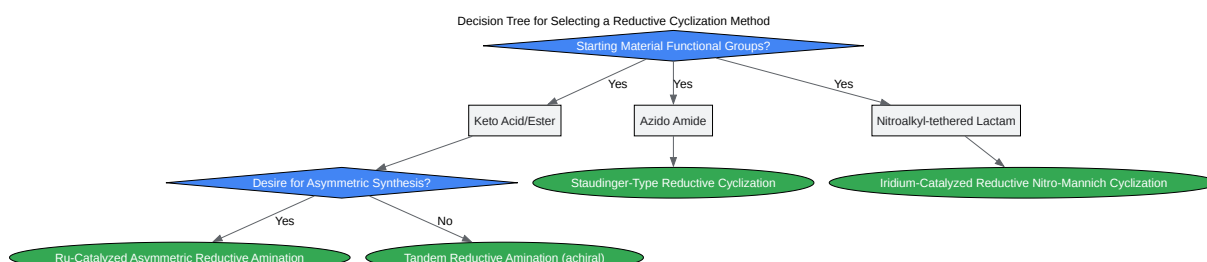 Decision Tree for Selecting a Reductive Cyclization Method
Starting Material Functional Groups?
Yes
Yes
Yes
Keto Acid/Ester
Azido Amide
Nitroalkyl-tethered Lactam
Desire for Asymmetric Synthesis?
Staudinger-Type Reductive Cyclization
Iridium-Catalyzed Reductive Nitro-Mannich Cyclization
Yes
No
Ru-Catalyzed Asymmetric Reductive Amination
Tandem Reductive Amination (achiral)